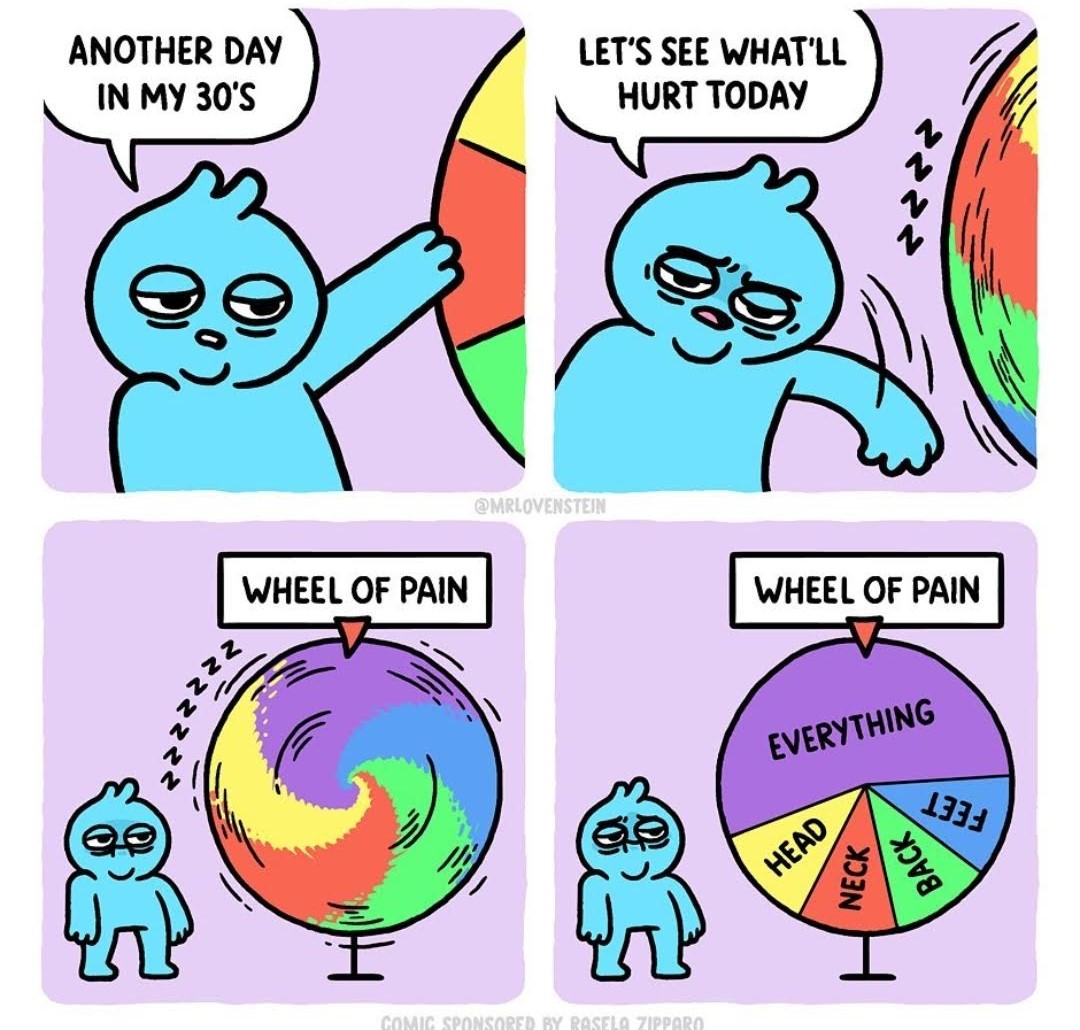 ANOTHER DAY
IN MY 30'S
LET'S SEE WHAT'LL
HURT TODAY
Z
Z
Z
Z
@MRLOVENSTEIN
WHEEL OF PAIN
ZZZZZZZZ
WHEEL OF PAIN
EVERYTHING
FEET
HEAD
NECK
BACK
COMIC SPONSORED BY RASELA ZIPPARO